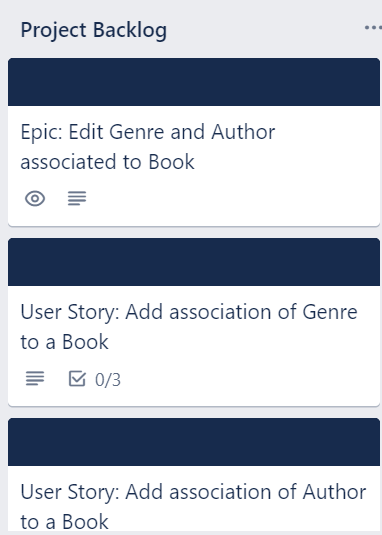 Project Backlog
Epic: Edit Genre and Author
associated to Book
User Story: Add association of Genre
to a Book
0/3
User Story: Add association of Author
to a Book